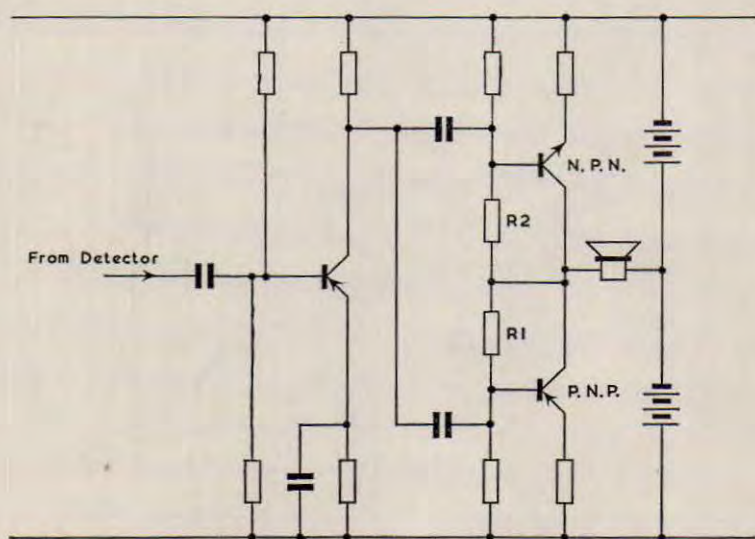 N. P. N.
R2
From Detector
R1
P. N. P.